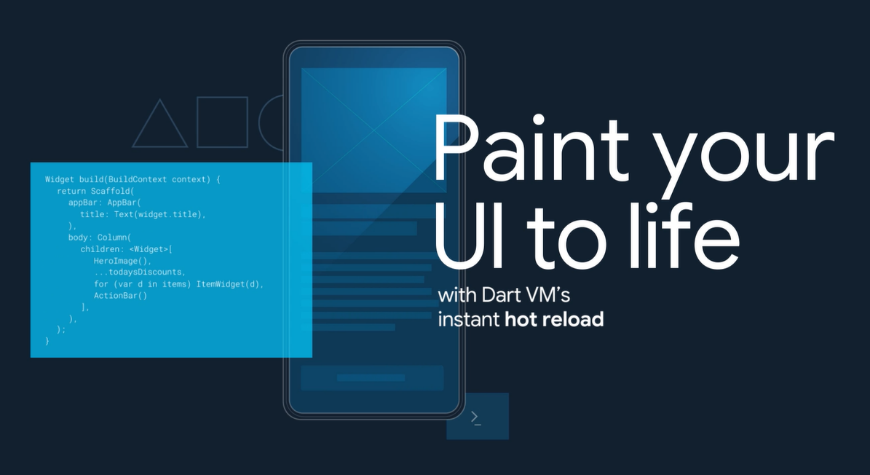 Widget build(BuildContext context) {
return Scaffold(
appBar: AppBar(
title: Text(widget.title),
),
body: Column(
children: <Widget>[
HeroImage(),
...todaysDiscounts,
for (var d in items) ItemWidget(d),
ActionBar()
],
),
);
}
Paint your
UI to life
with Dart VM’s
instant hot reload
>_